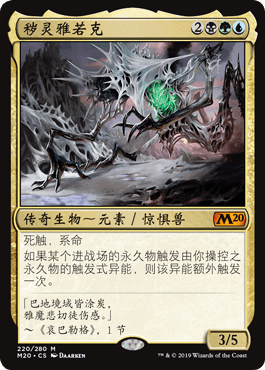 秽灵雅若克 2
M20
传奇生物～元素 / 惊惧兽
死触，系命
如果某个进战场的永久物触发由你操控之
永久物的触发式异能，则该异能额外触发
一次。
「巴地境域皆涂炭，
雅魔悲切徒伤感。」
～《哀巴勒格》，1 节
3/5
220/280 M
M20 • CS DAARKEN
™ & © 2019 Wizards of the Coast